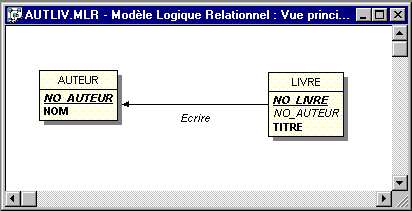 AUTLIV.MLR - Modèle Logique Relationnel : Vue princi...
AUTEUR
NO_AUTEUR
NOM
Ecrire
LIVRE
NO_LIVRE
NO_AUTEUR
TITRE